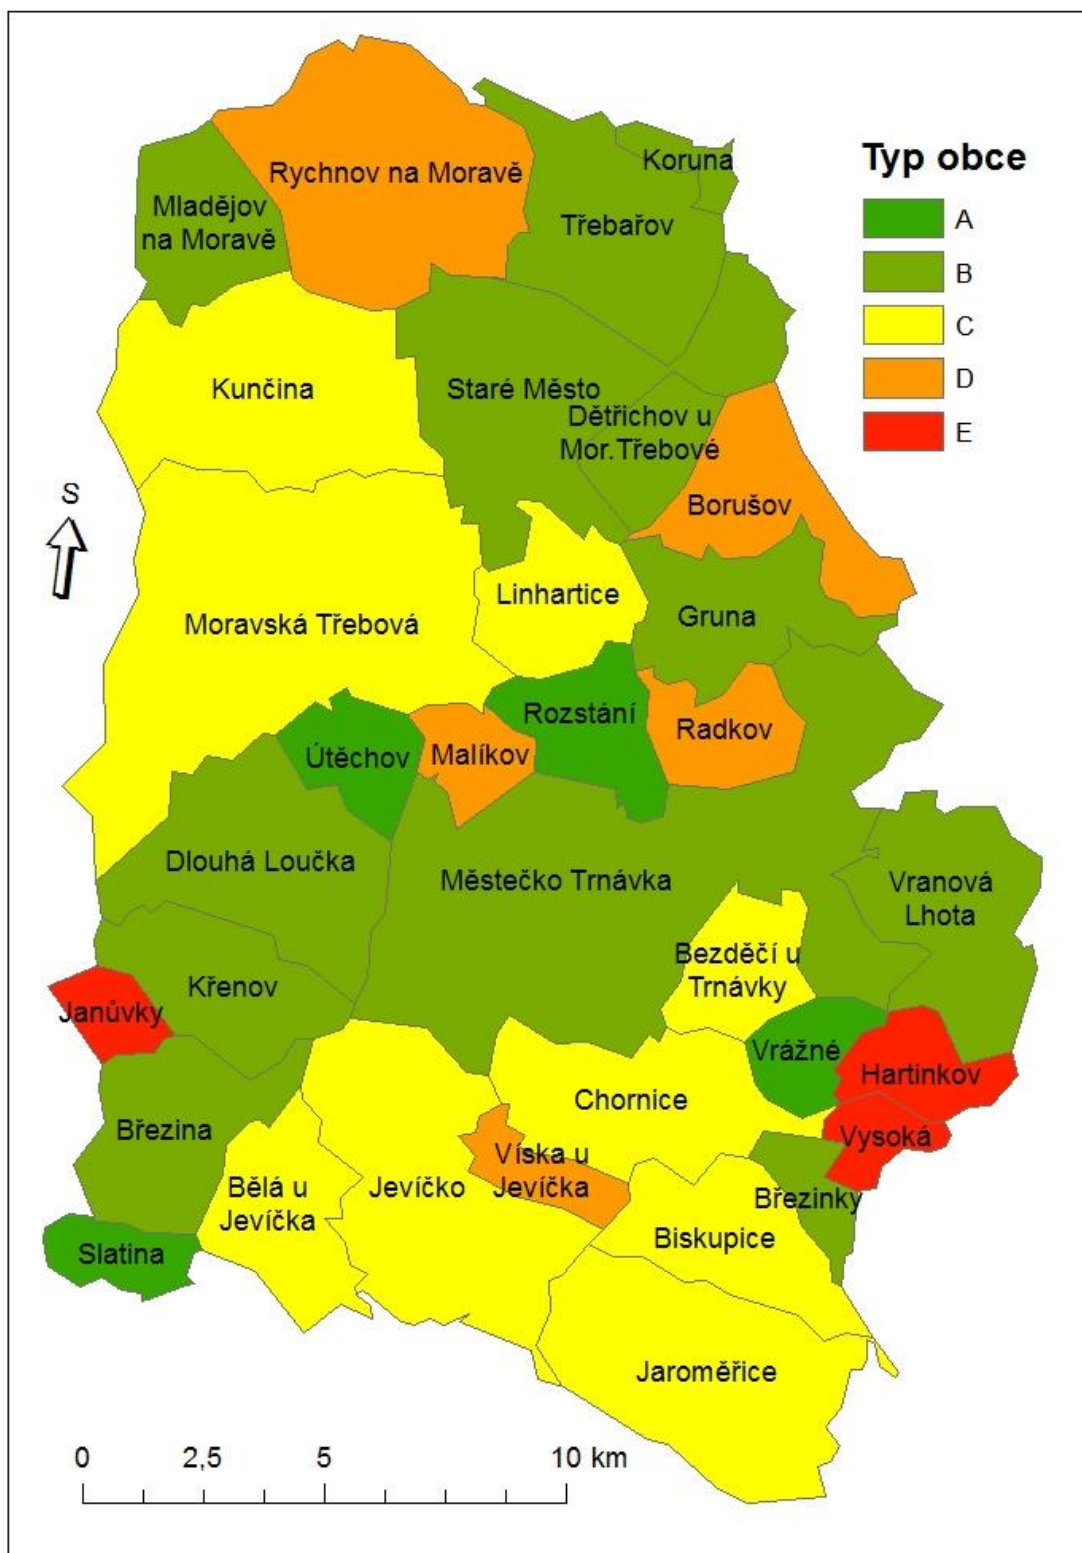 Typ obce
A
B
C
D
E
Koruna
Rychnov na Moravě
Mladějov
na Moravě
Třebařov
Kunčina
Staré Město
Dětřichov u
Mor.Třebové
S
Borušov
Linhartice
Moravská Třebová
Gruna
Rozstání
Radkov
Útěchov
Malíkov
Dlouhá Loučka
Městečko Trnávka
Vranová
Lhota
Bezděčí u
Trnávky
Křenov
Janůvky
Vrážné
Hartinkov
Chornice
Březina
Vysoká
Víska u
Jevíčka
Jevíčko
Bělá u
Jevíčka
Březinky
Biskupice
Slatina
Jaroměřice
0 2,5 5 10 km